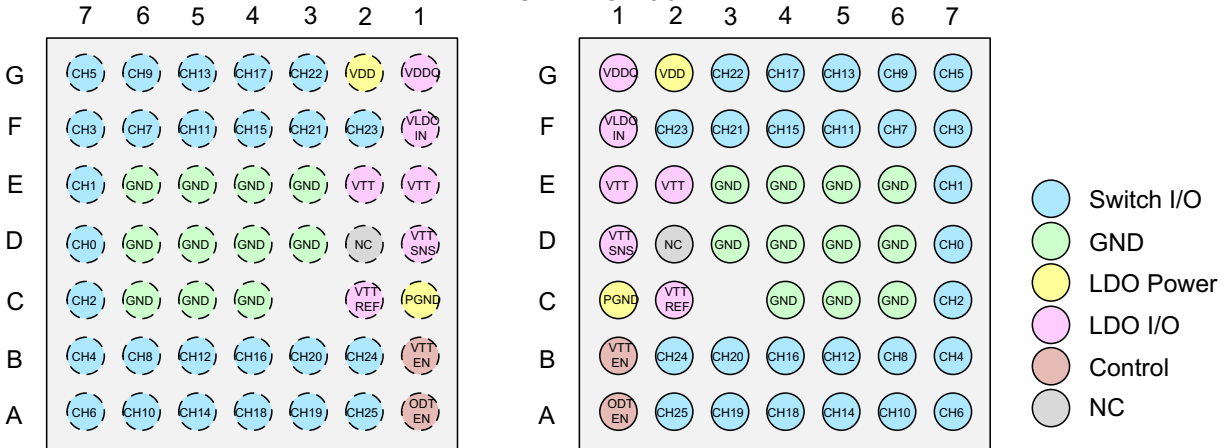 7 6 5 4 3 2 1 1 2 3 4 5 6 7
G CH5 CH9 CH13 CH17 CH22 VDD VDDQ G VDDQ VDD CH22 CH17 CH13 CH9 CH5
F CH3 CH7 CH11 CH15 CH21 CH23 VLDO IN F VLDO IN CH23 CH21 CH15 CH11 CH7 CH3
E CH1 GND GND GND GND VTT VTT E VTT VTT GND GND GND GND CH1
D CH0 GND GND GND GND NC VTT SNS D VTT SNS NC GND GND GND GND CH0
C CH2 GND GND GND VTT REF PGND C PGND VTT REF GND GND GND CH2
B CH4 CH8 CH12 CH16 CH20 CH24 VTT EN B VTT EN CH24 CH20 CH16 CH12 CH8 CH4
A CH6 CH10 CH14 CH18 CH19 CH25 ODT EN A ODT EN CH25 CH19 CH18 CH14 CH10 CH6
Switch I/O
GND
LDO Power
LDO I/O
Control
NC